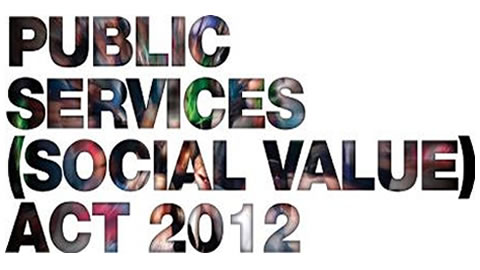 PUBLIC
SERVICES
(SOCIAL VALUE)
ACT 2012